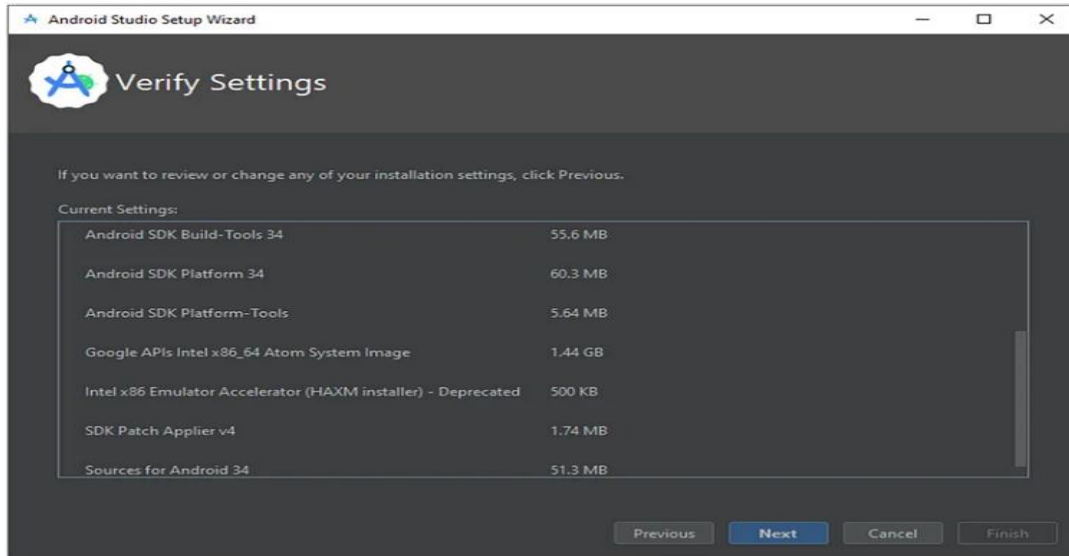 Android Studio Setup Wizard
Verify Settings
If you want to review or change any of your installation settings, click Previous.
Current Settings:
Android SDK Build-Tools 34 55.6 MB
Android SDK Platform 34 60.3 MB
Android SDK Platform-Tools 5.64 MB
Google APIs Intel x86_64 Atom System Image 1.44 GB
Intel x86 Emulator Accelerator (HAXM installer) - Deprecated 500 KB
SDK Patch Applier v4 1.74 MB
Sources for Android 34 51.3 MB
Previous Next Cancel Finish